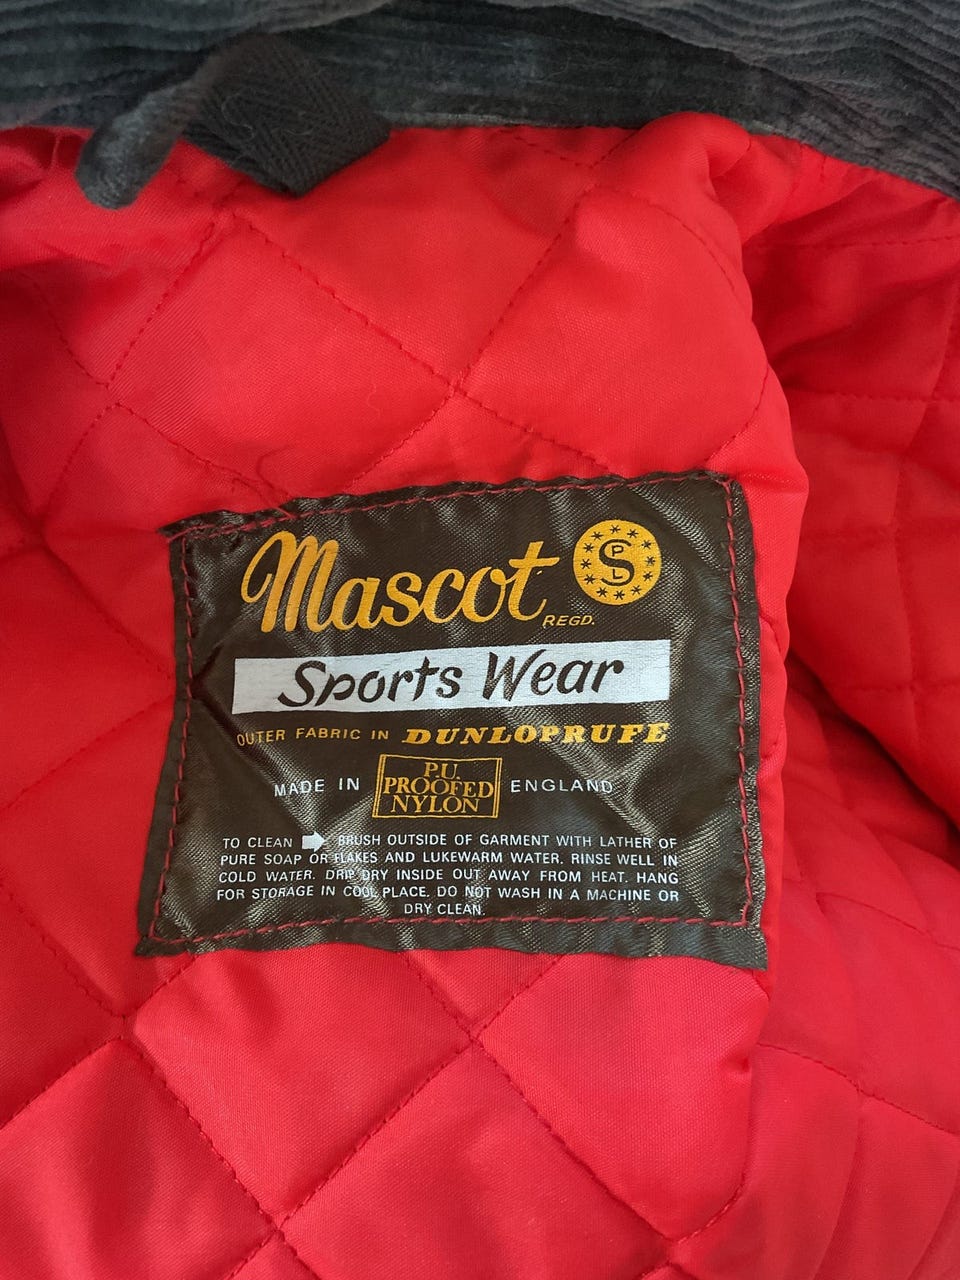 Mascot
SPL
REGD.
Sports Wear
OUTER FABRIC IN DUNLOPRUFE
MADE IN P.U. PROOFED NYLON ENGLAND
TO CLEAN ➡ BRUSH OUTSIDE OF GARMENT WITH LATHER OF
PURE SOAP OR FLAKES AND LUKEWARM WATER. RINSE WELL IN
COLD WATER. DRIP DRY INSIDE OUT AWAY FROM HEAT. HANG
FOR STORAGE IN COOL PLACE. DO NOT WASH IN A MACHINE OR
DRY CLEAN.